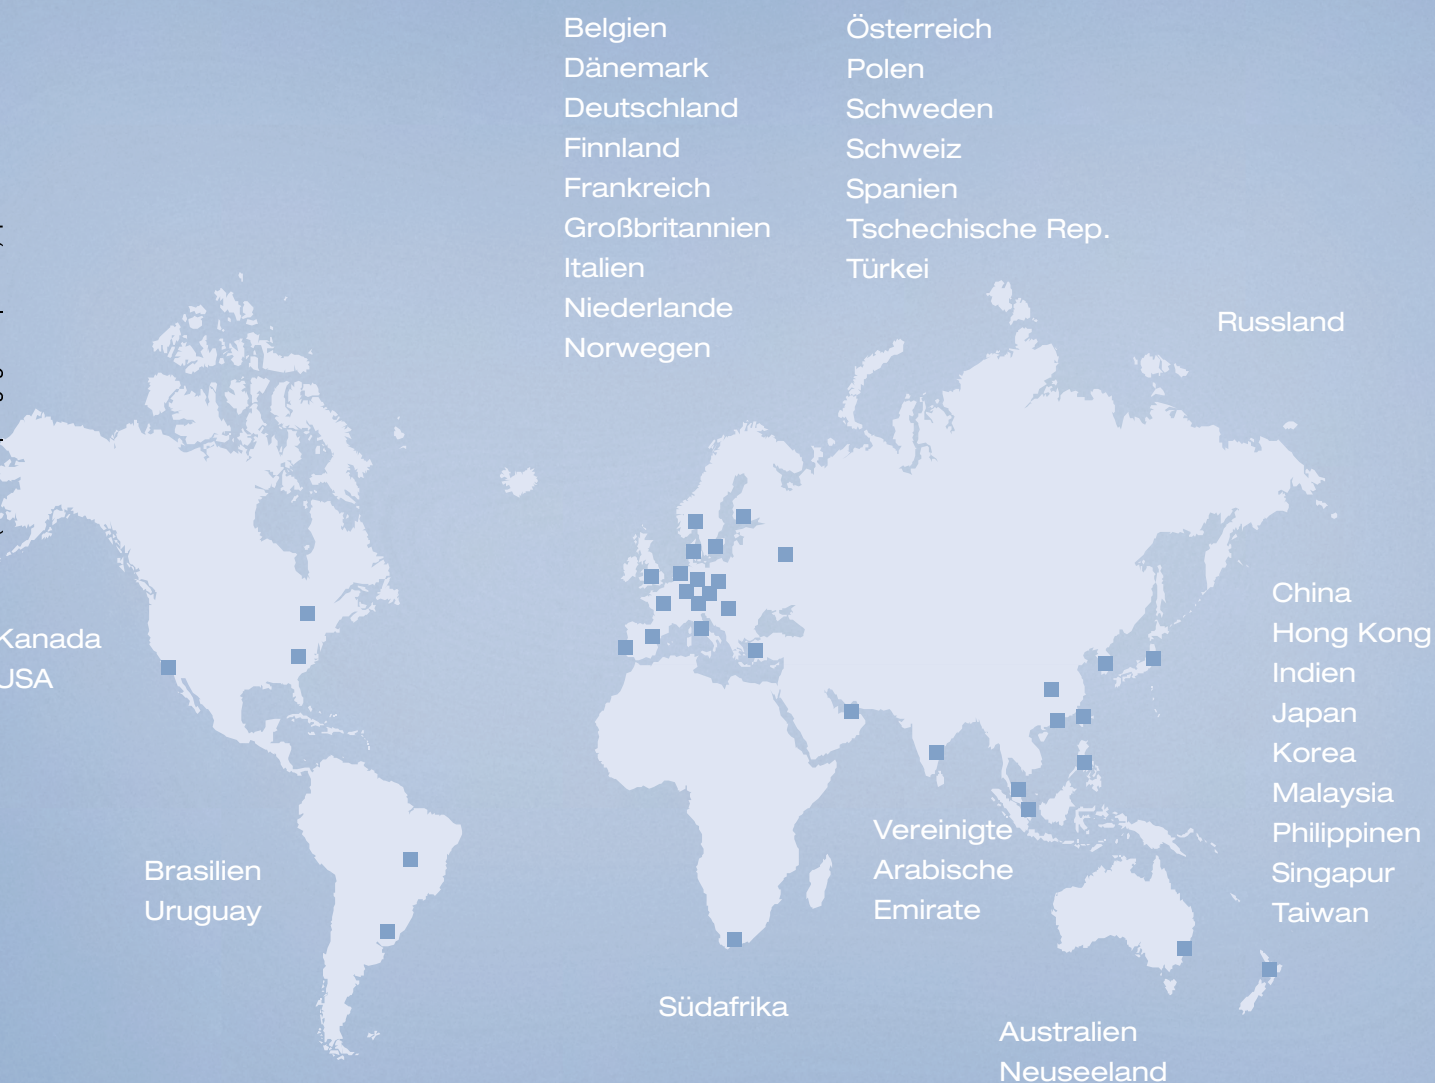 Belgien
Dänemark
Deutschland
Finnland
Frankreich
Großbritannien
Italien
Niederlande
Norwegen
Österreich
Polen
Schweden
Schweiz
Spanien
Tschechische Rep.
Türkei
Russland
Kanada
USA
China
Hong Kong
Indien
Japan
Korea
Malaysia
Philippinen
Singapur
Taiwan
Brasilien
Uruguay
Vereinigte
Arabische
Emirate
Südafrika
Australien
Neuseeland